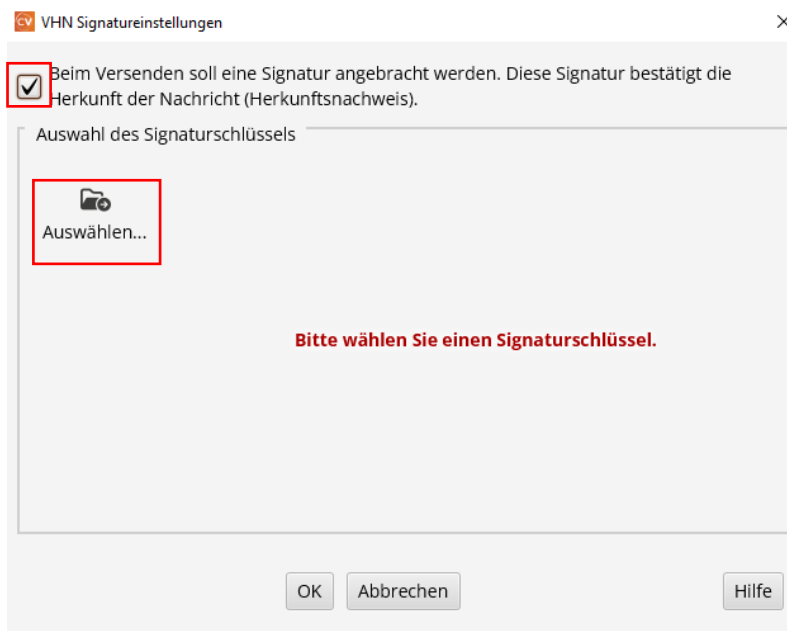 CV VHN Signatureinstellungen
Beim Versenden soll eine Signatur angebracht werden. Diese Signatur bestätigt die
Herkunft der Nachricht (Herkunftsnachweis).
Auswahl des Signaturschlüssels
Auswählen...
Bitte wählen Sie einen Signaturschlüssel.
OK Abbrechen Hilfe